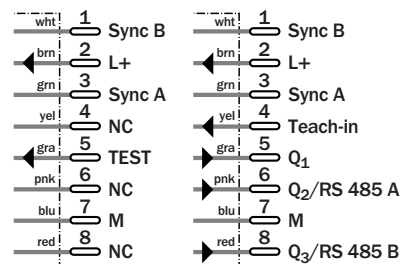 wht 1 Sync B
brn 2 L+
grn 3 Sync A
yel 4 NC
gra 5 TEST
pnk 6 NC
blu 7 M
red 8 NC
wht 1 Sync B
brn 2 L+
grn 3 Sync A
yel 4 Teach-in
gra 5 Q1
pnk 6 Q2/RS 485 A
blu 7 M
red 8 Q3/RS 485 B